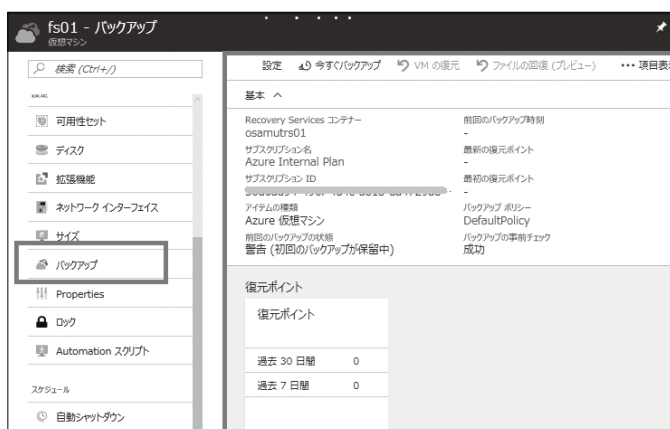 fs01 - バックアップ
仮想マシン
検索 (Ctrl+/)
可用性セット
ディスク
拡張機能
ネットワーク インターフェイス
サイズ
バックアップ
Properties
ロック
Automation スクリプト
スケジュール
自動シャットダウン
設定 今すぐバックアップ VM の復元 ファイルの回復 (プレビュー) ••• 項目表
基本 ^
Recovery Services コンテナー
osamutrs01
サブスクリプション名
Azure Internal Plan
サブスクリプション ID
アイテムの種類
Azure 仮想マシン
前回のバックアップの状態
警告 (初回のバックアップが保留中)
前回のバックアップ時刻
-
最新の復元ポイント
-
最初の復元ポイント
-
バックアップ ポリシー
DefaultPolicy
バックアップの事前チェック
成功
復元ポイント
復元ポイント
過去 30 日間 0
過去 7 日間 0